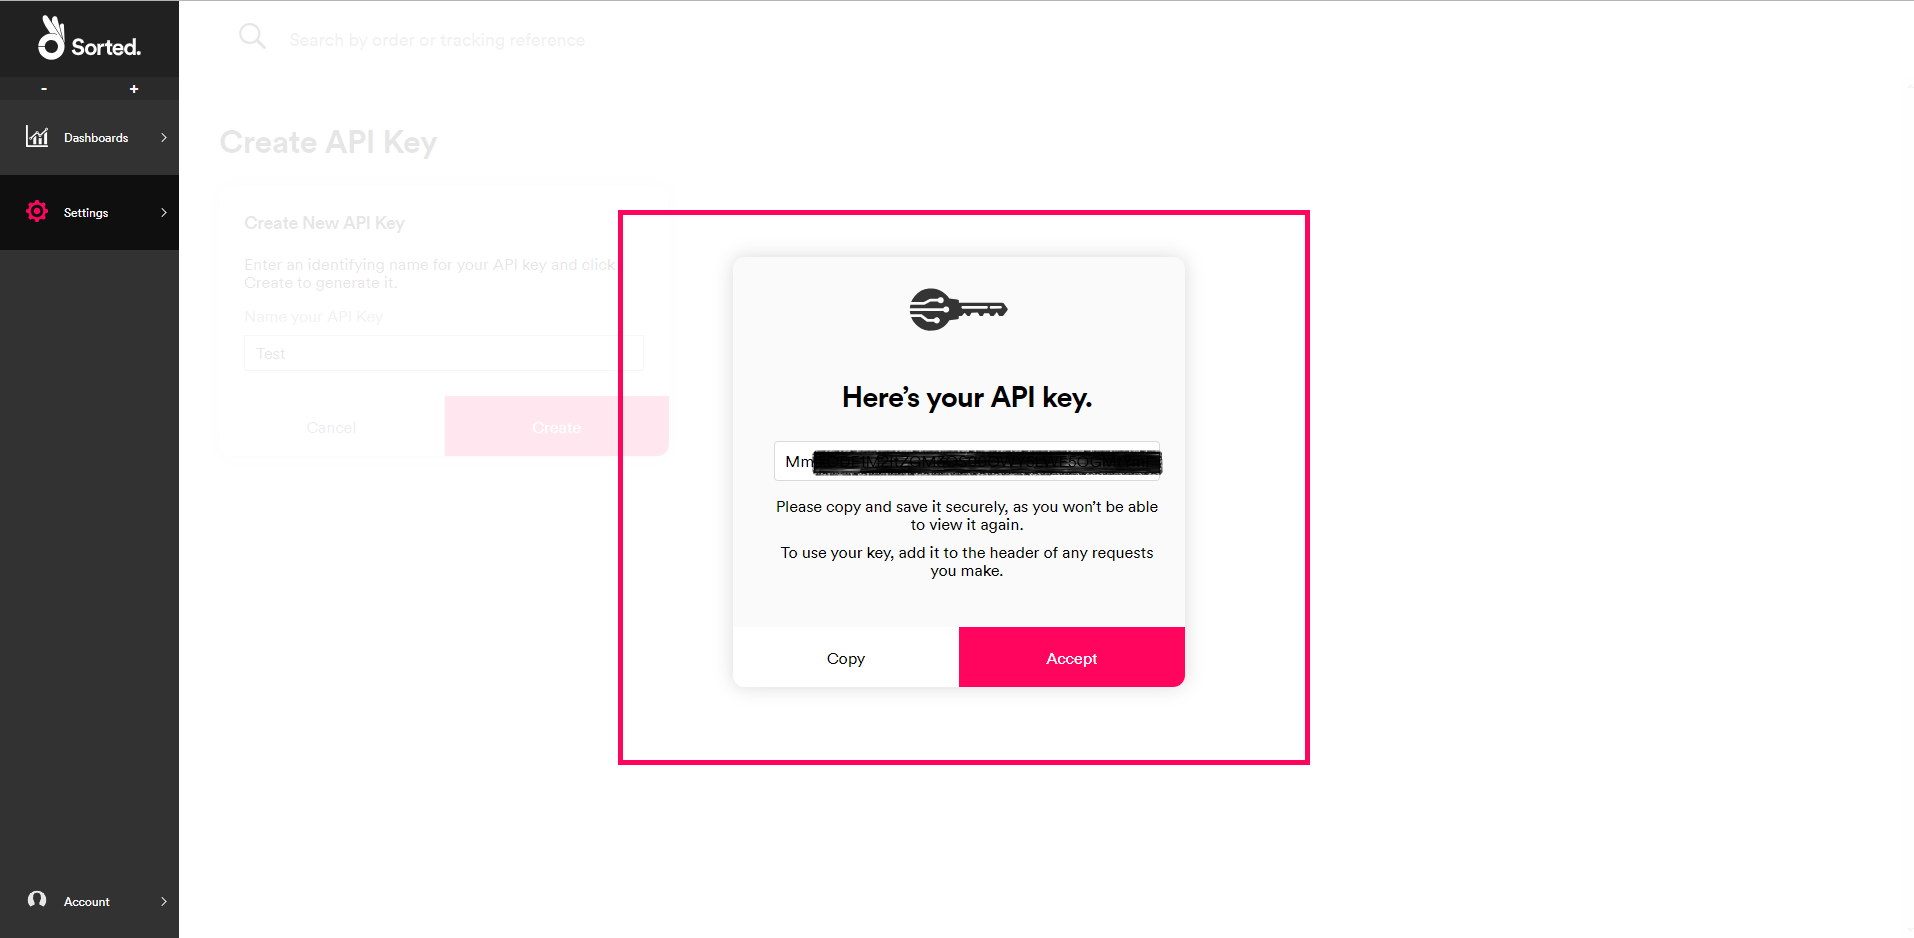 Sorted.
Search by order or tracking reference
- +
Dashboards
Settings
Create API Key
Create New API Key
Enter an identifying name for your API key and click
Create to generate it.
Name your API Key
Test
Cancel
Create
Here's your API key.
Please copy and save it securely, as you won't be able
to view it again.
To use your key, add it to the header of any requests
you make.
Copy
Accept
Account